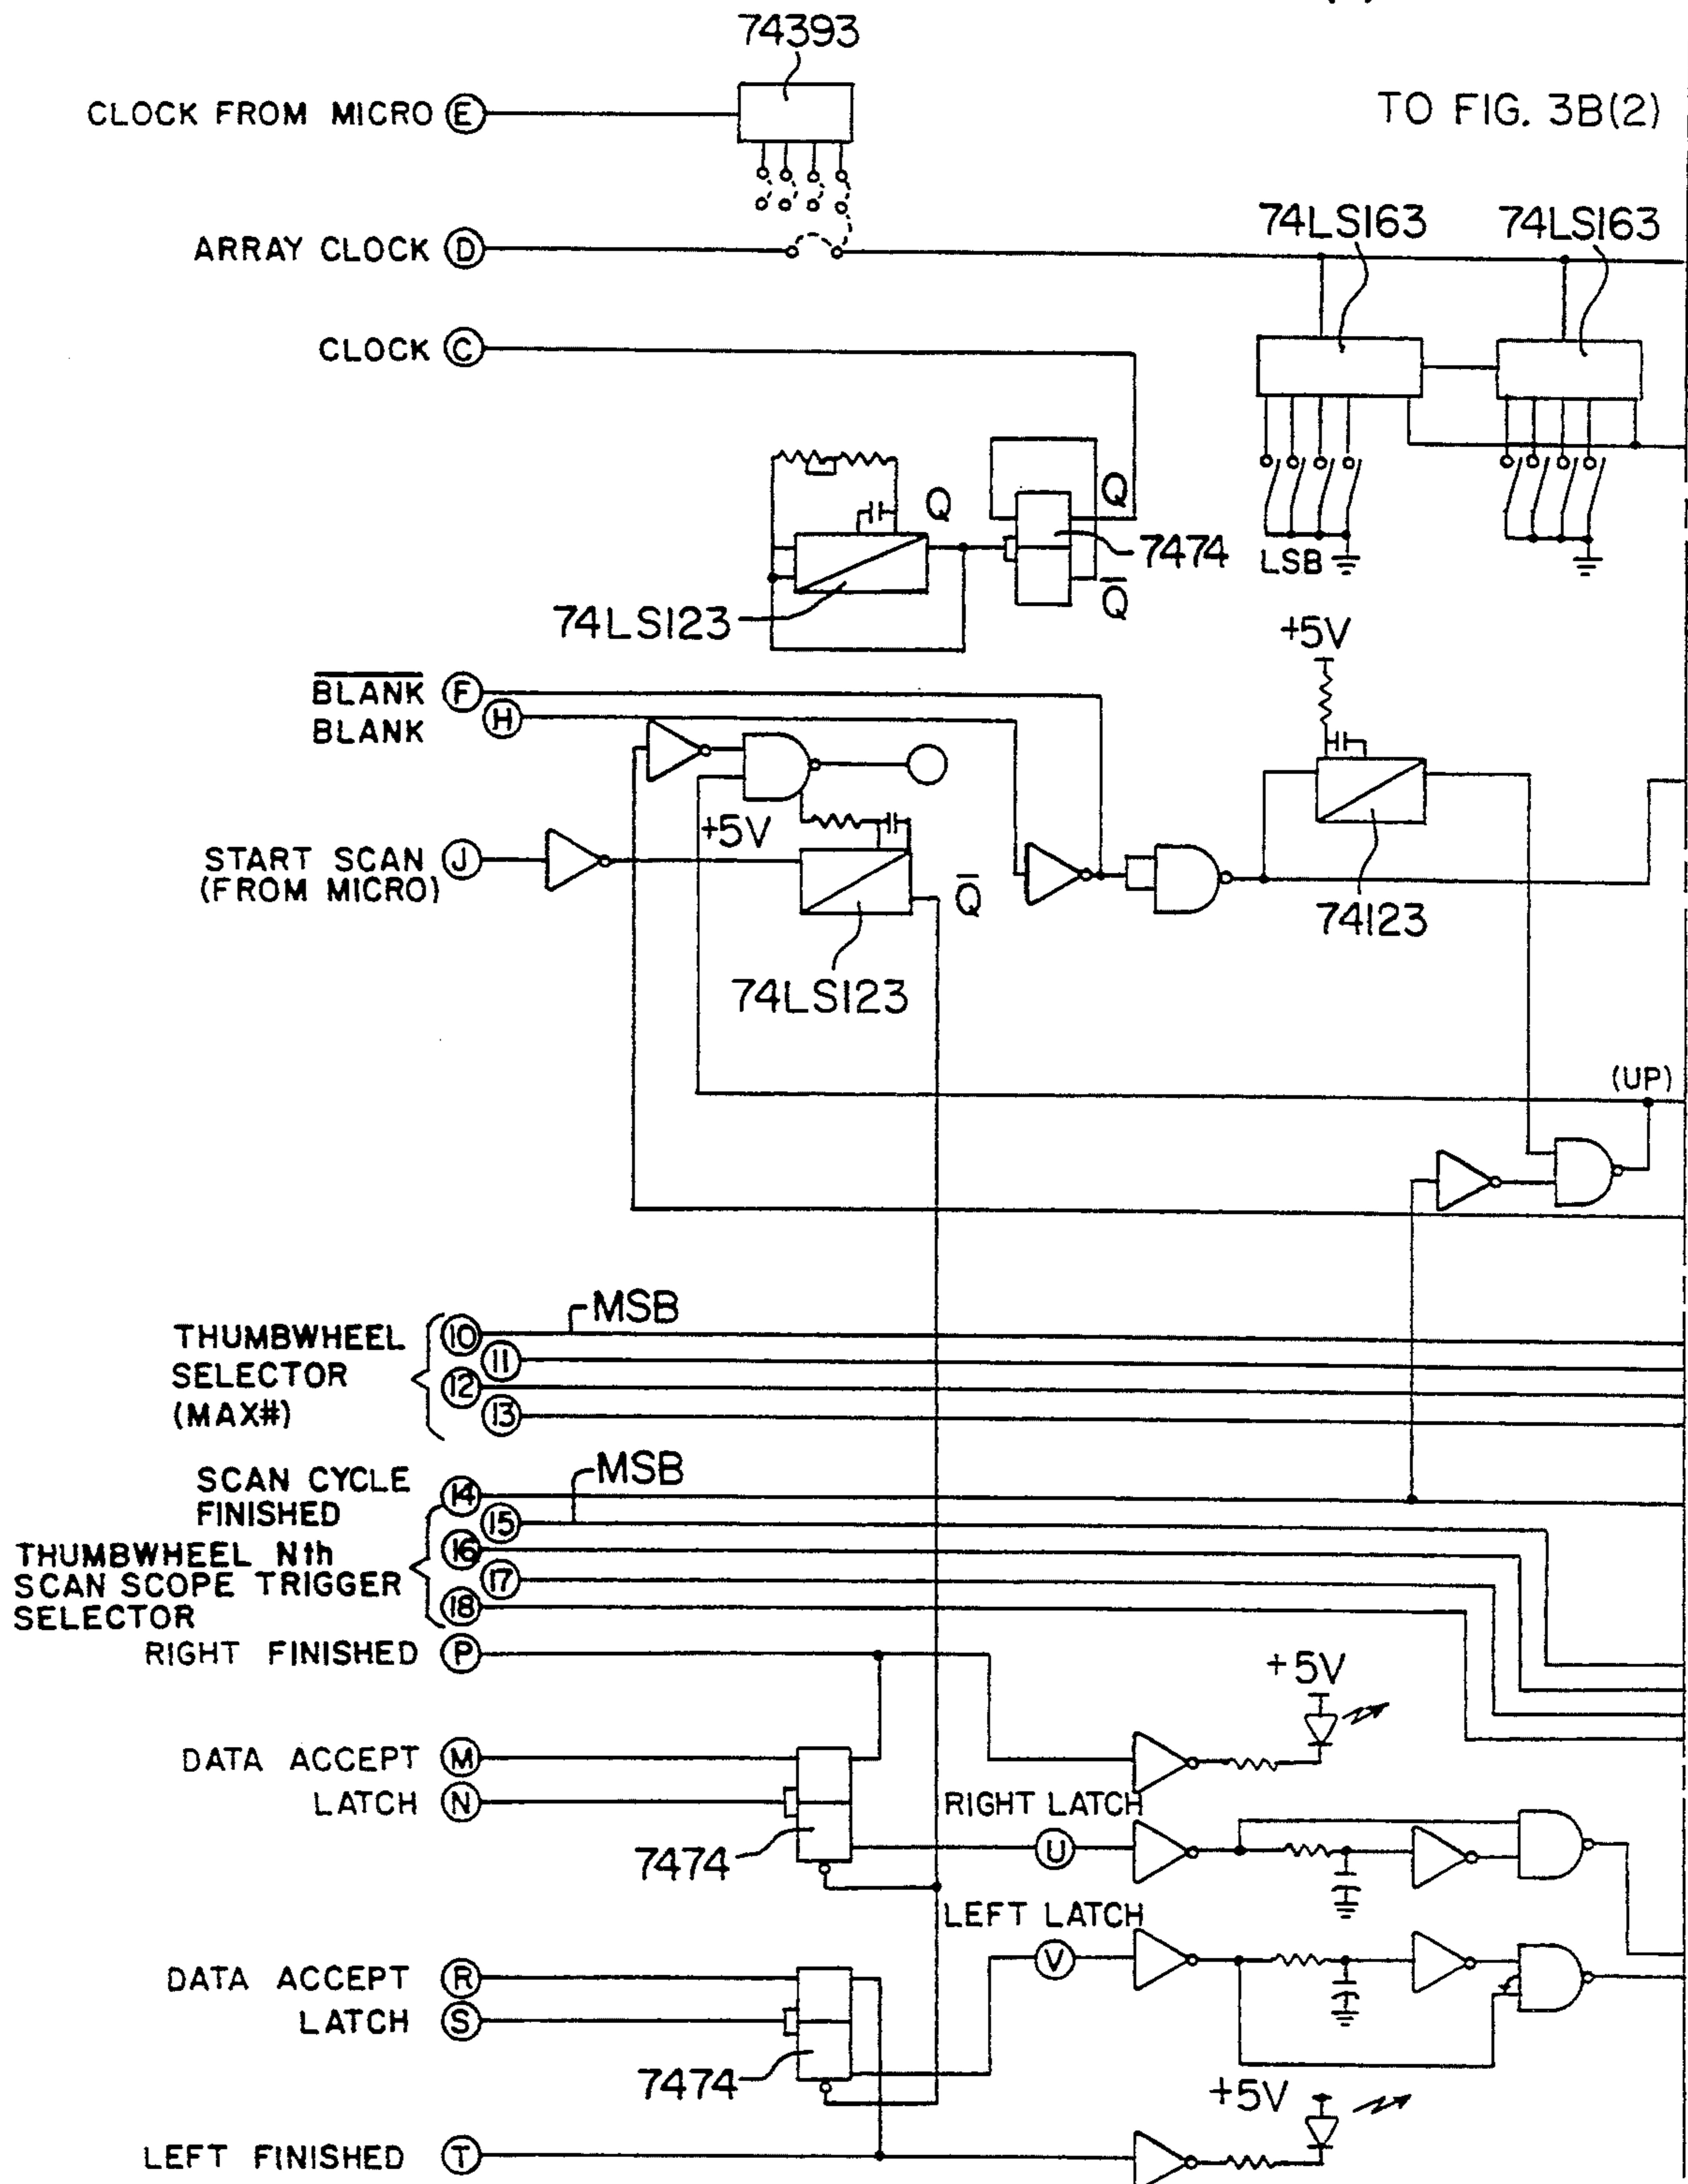 74393
CLOCK FROM MICRO E
TO FIG. 3B(2)
ARRAY CLOCK D
74LS163
74LS163
CLOCK C
Q
Q
7474
Q̅
LSB
74LS123
+5V
B̅L̅A̅N̅K̅ F
BLANK H
+5V
START SCAN J
(FROM MICRO)
Q̅
74123
74LS123
(UP)
MSB
THUMBWHEEL
SELECTOR
(MAX#)
10
11
12
13
SCAN CYCLE
FINISHED
MSB
14
15
THUMBWHEEL Nth
SCAN SCOPE TRIGGER
SELECTOR
16
17
18
RIGHT FINISHED P
+5V
DATA ACCEPT M
LATCH N
RIGHT LATCH
U
7474
LEFT LATCH
V
DATA ACCEPT R
LATCH S
7474
+5V
LEFT FINISHED T